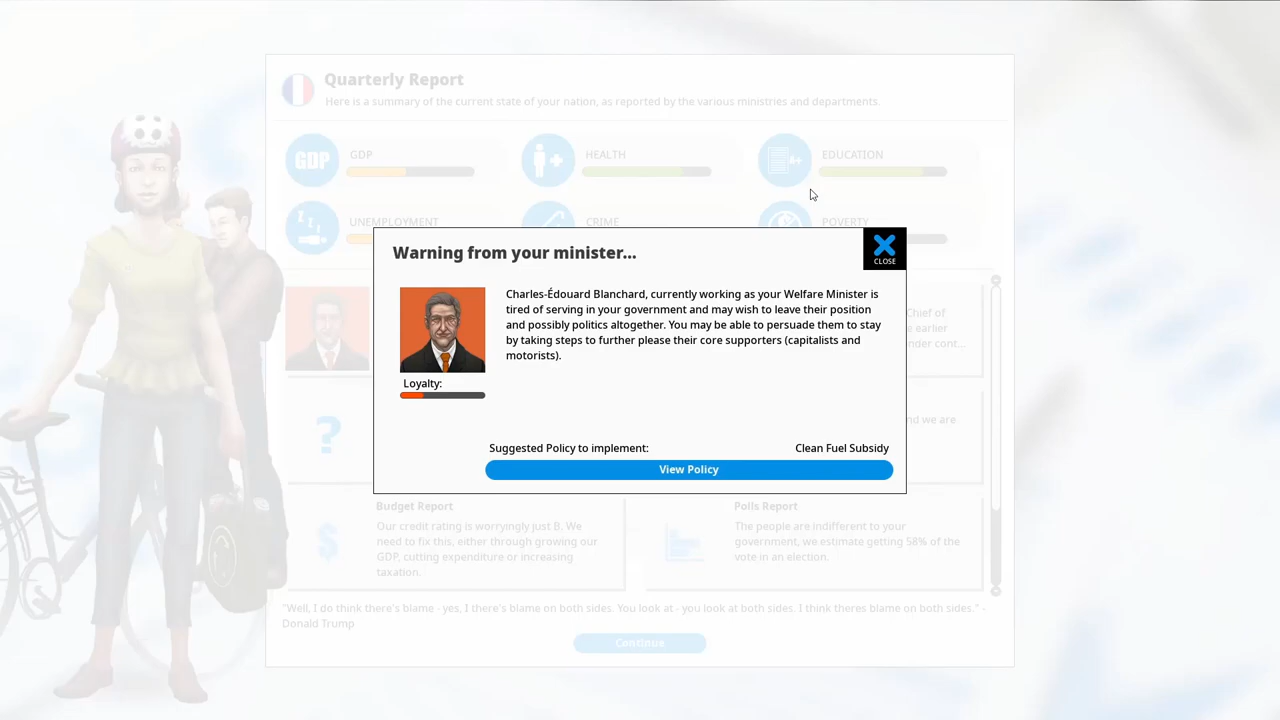 Quarterly Report
Here is a summary of the current state of your nation, as reported by the various ministries and departments.
GDP
GDP
HEALTH
EDUCATION
UNEMPLOYMENT
CRIME
POVERTY
Warning from your minister...
CLOSE
Charles-Édouard Blanchard, currently working as your Welfare Minister is
tired of serving in your government and may wish to leave their position
and possibly politics altogether. You may be able to persuade them to stay
by taking steps to further please their core supporters (capitalists and
motorists).
Loyalty:
Chief of
e earlier
nder cont...
?
nd we are
Suggested Policy to implement:
Clean Fuel Subsidy
View Policy
Budget Report
Our credit rating is worryingly just B. We
need to fix this, either through growing our
GDP, cutting expenditure or increasing
taxation.
$
Polls Report
The people are indifferent to your
government, we estimate getting 58% of the
vote in an election.
"Well, I do think there's blame - yes, I there's blame on both sides. You look at - you look at both sides. I think theres blame on both sides." -
Donald Trump
Continue